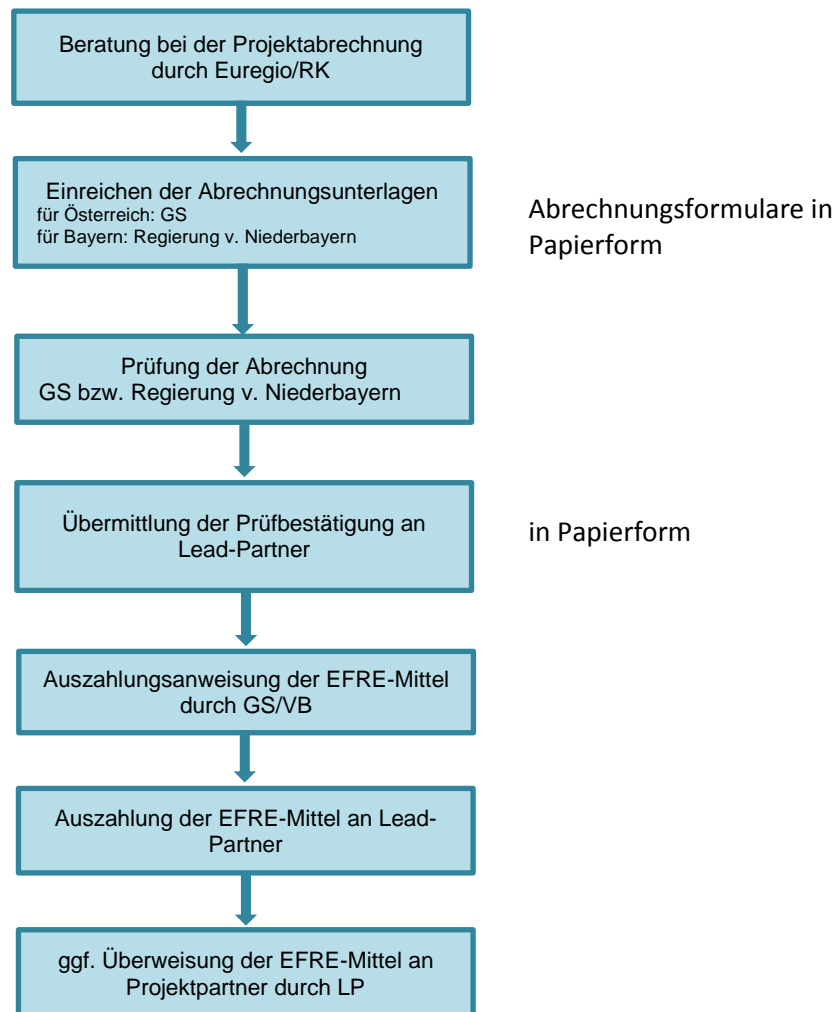 Beratung bei der Projektabrechnung
durch Euregio/RK
Einreichen der Abrechnungsunterlagen
für Österreich: GS
für Bayern: Regierung v. Niederbayern
Abrechnungsformulare in
Papierform
Prüfung der Abrechnung
GS bzw. Regierung v. Niederbayern
Übermittlung der Prüfbestätigung an
Lead-Partner
in Papierform
Auszahlungsanweisung der EFRE-Mittel
durch GS/VB
Auszahlung der EFRE-Mittel an Lead-
Partner
ggf. Überweisung der EFRE-Mittel an
Projektpartner durch LP